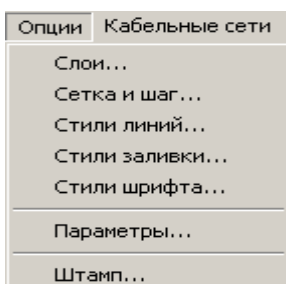 Опции Кабельные сети
Слои...
Сетка и шаг...
Стили линий...
Стили заливки...
Стили шрифта...
Параметры...
Штамп...